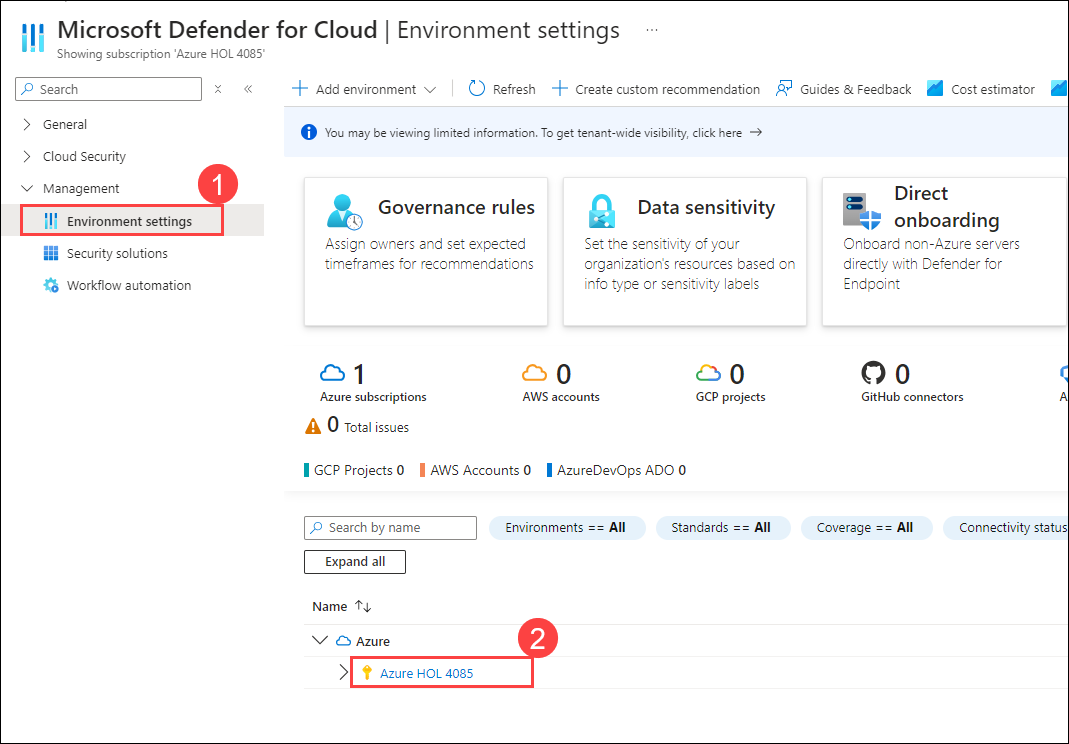 Microsoft Defender for Cloud | Environment settings ...
Showing subscription 'Azure HOL 4085'
Search
Add environment
Refresh
Create custom recommendation
Guides & Feedback
Cost estimator
General
Cloud Security
Management
1
Environment settings
Security solutions
Workflow automation
You may be viewing limited information. To get tenant-wide visibility, click here →
Governance rules
Assign owners and set expected
timeframes for recommendations
Data sensitivity
Set the sensitivity of your
organization's resources based on
info type or sensitivity labels
Direct
onboarding
Onboard non-Azure servers
directly with Defender for
Endpoint
1
Azure subscriptions
0
AWS accounts
0
GCP projects
0
GitHub connectors
A
0 Total issues
GCP Projects 0
AWS Accounts 0
AzureDevOps ADO 0
Search by name
Environments == All
Standards == All
Coverage == All
Connectivity status
Expand all
Name ↑↓
Azure
2
Azure HOL 4085